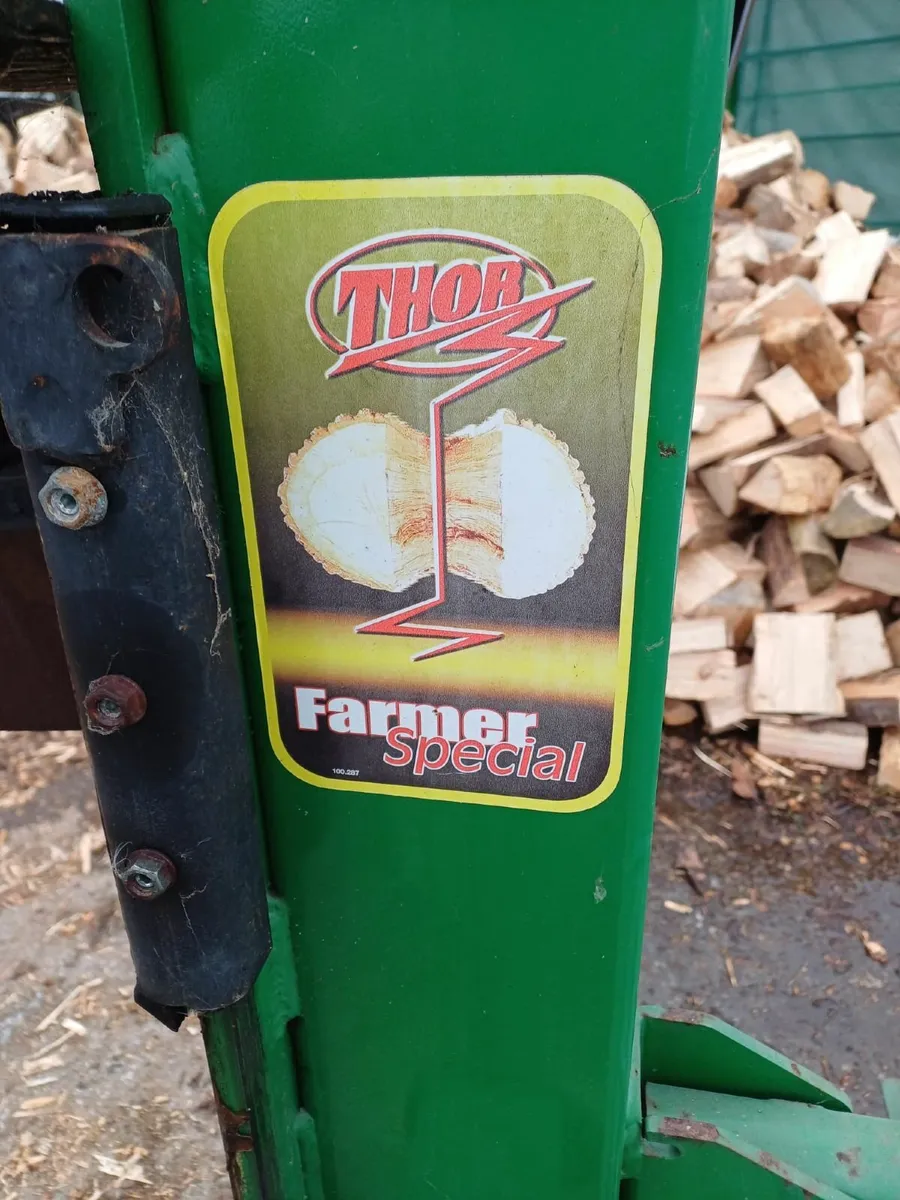 THOR
Farmer
Special
100.287